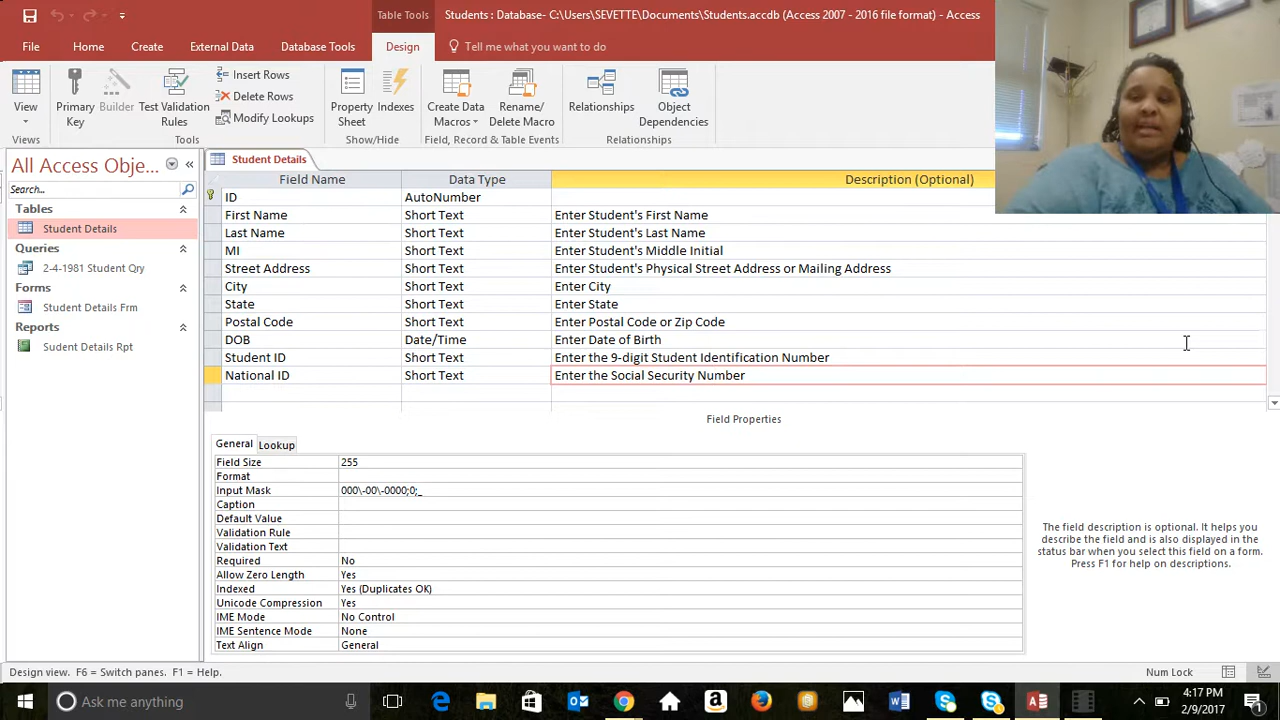 Table Tools
Students : Database- C:\Users\SEVETTE\Documents\Students.accdb (Access 2007 - 2016 file format) - Access
File Home Create External Data Database Tools Design Tell me what you want to do
View
Primary Key
Builder
Test Validation Rules
Insert Rows
Delete Rows
Modify Lookups
Property Sheet
Indexes
Create Data Macros
Rename/ Delete Macro
Relationships
Object Dependencies
Views Tools Show/Hide Field, Record & Table Events Relationships
All Access Obje...
Search...
Tables
Student Details
Queries
2-4-1981 Student Qry
Forms
Student Details Frm
Reports
Sudent Details Rpt
Student Details
Field Name Data Type Description (Optional)
ID AutoNumber
First Name Short Text Enter Student's First Name
Last Name Short Text Enter Student's Last Name
MI Short Text Enter Student's Middle Initial
Street Address Short Text Enter Student's Physical Street Address or Mailing Address
City Short Text Enter City
State Short Text Enter State
Postal Code Short Text Enter Postal Code or Zip Code
DOB Date/Time Enter Date of Birth
Student ID Short Text Enter the 9-digit Student Identification Number
National ID Short Text Enter the Social Security Number
Field Properties
General Lookup
Field Size 255
Format
Input Mask 000\-00\-0000;0;_
Caption
Default Value
Validation Rule
Validation Text
Required No
Allow Zero Length Yes
Indexed Yes (Duplicates OK)
Unicode Compression Yes
IME Mode No Control
IME Sentence Mode None
Text Align General
The field description is optional. It helps you
describe the field and is also displayed in the
status bar when you select this field on a form.
Press F1 for help on descriptions.
Design view. F6 = Switch panes. F1 = Help.
Num Lock
Ask me anything
4:17 PM
2/9/2017